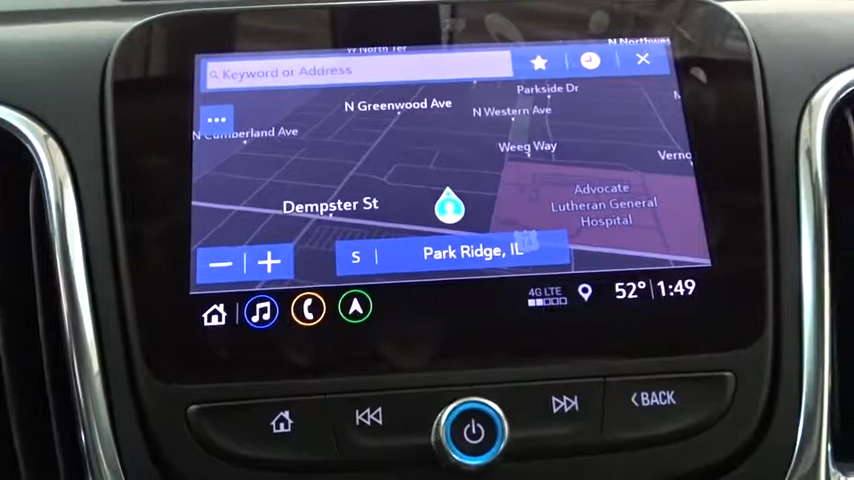 W North Ter
N Northwest
Keyword or Address
Parkside Dr
N Greenwood Ave
N Western Ave
N Cumberland Ave
Weeg Way
Verno
Advocate
Lutheran General
Hospital
Dempster St
14
S
Park Ridge, IL
4G LTE
52° 1:49
BACK